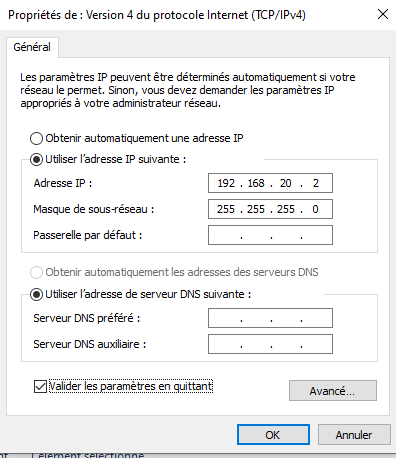 Propriétés de : Version 4 du protocole Internet (TCP/IPv4)
Général
Les paramètres IP peuvent être déterminés automatiquement si votre
réseau le permet. Sinon, vous devez demander les paramètres IP
appropriés à votre administrateur réseau.
Obtenir automatiquement une adresse IP
Utiliser l'adresse IP suivante :
Adresse IP : 192 . 168 . 20 . 2
Masque de sous-réseau : 255 . 255 . 255 . 0
Passerelle par défaut : . . .
Obtenir automatiquement les adresses des serveurs DNS
Utiliser l'adresse de serveur DNS suivante :
Serveur DNS préféré : . . .
Serveur DNS auxiliaire : . . .
Valider les paramètres en quittant
Avancé...
OK Annuler